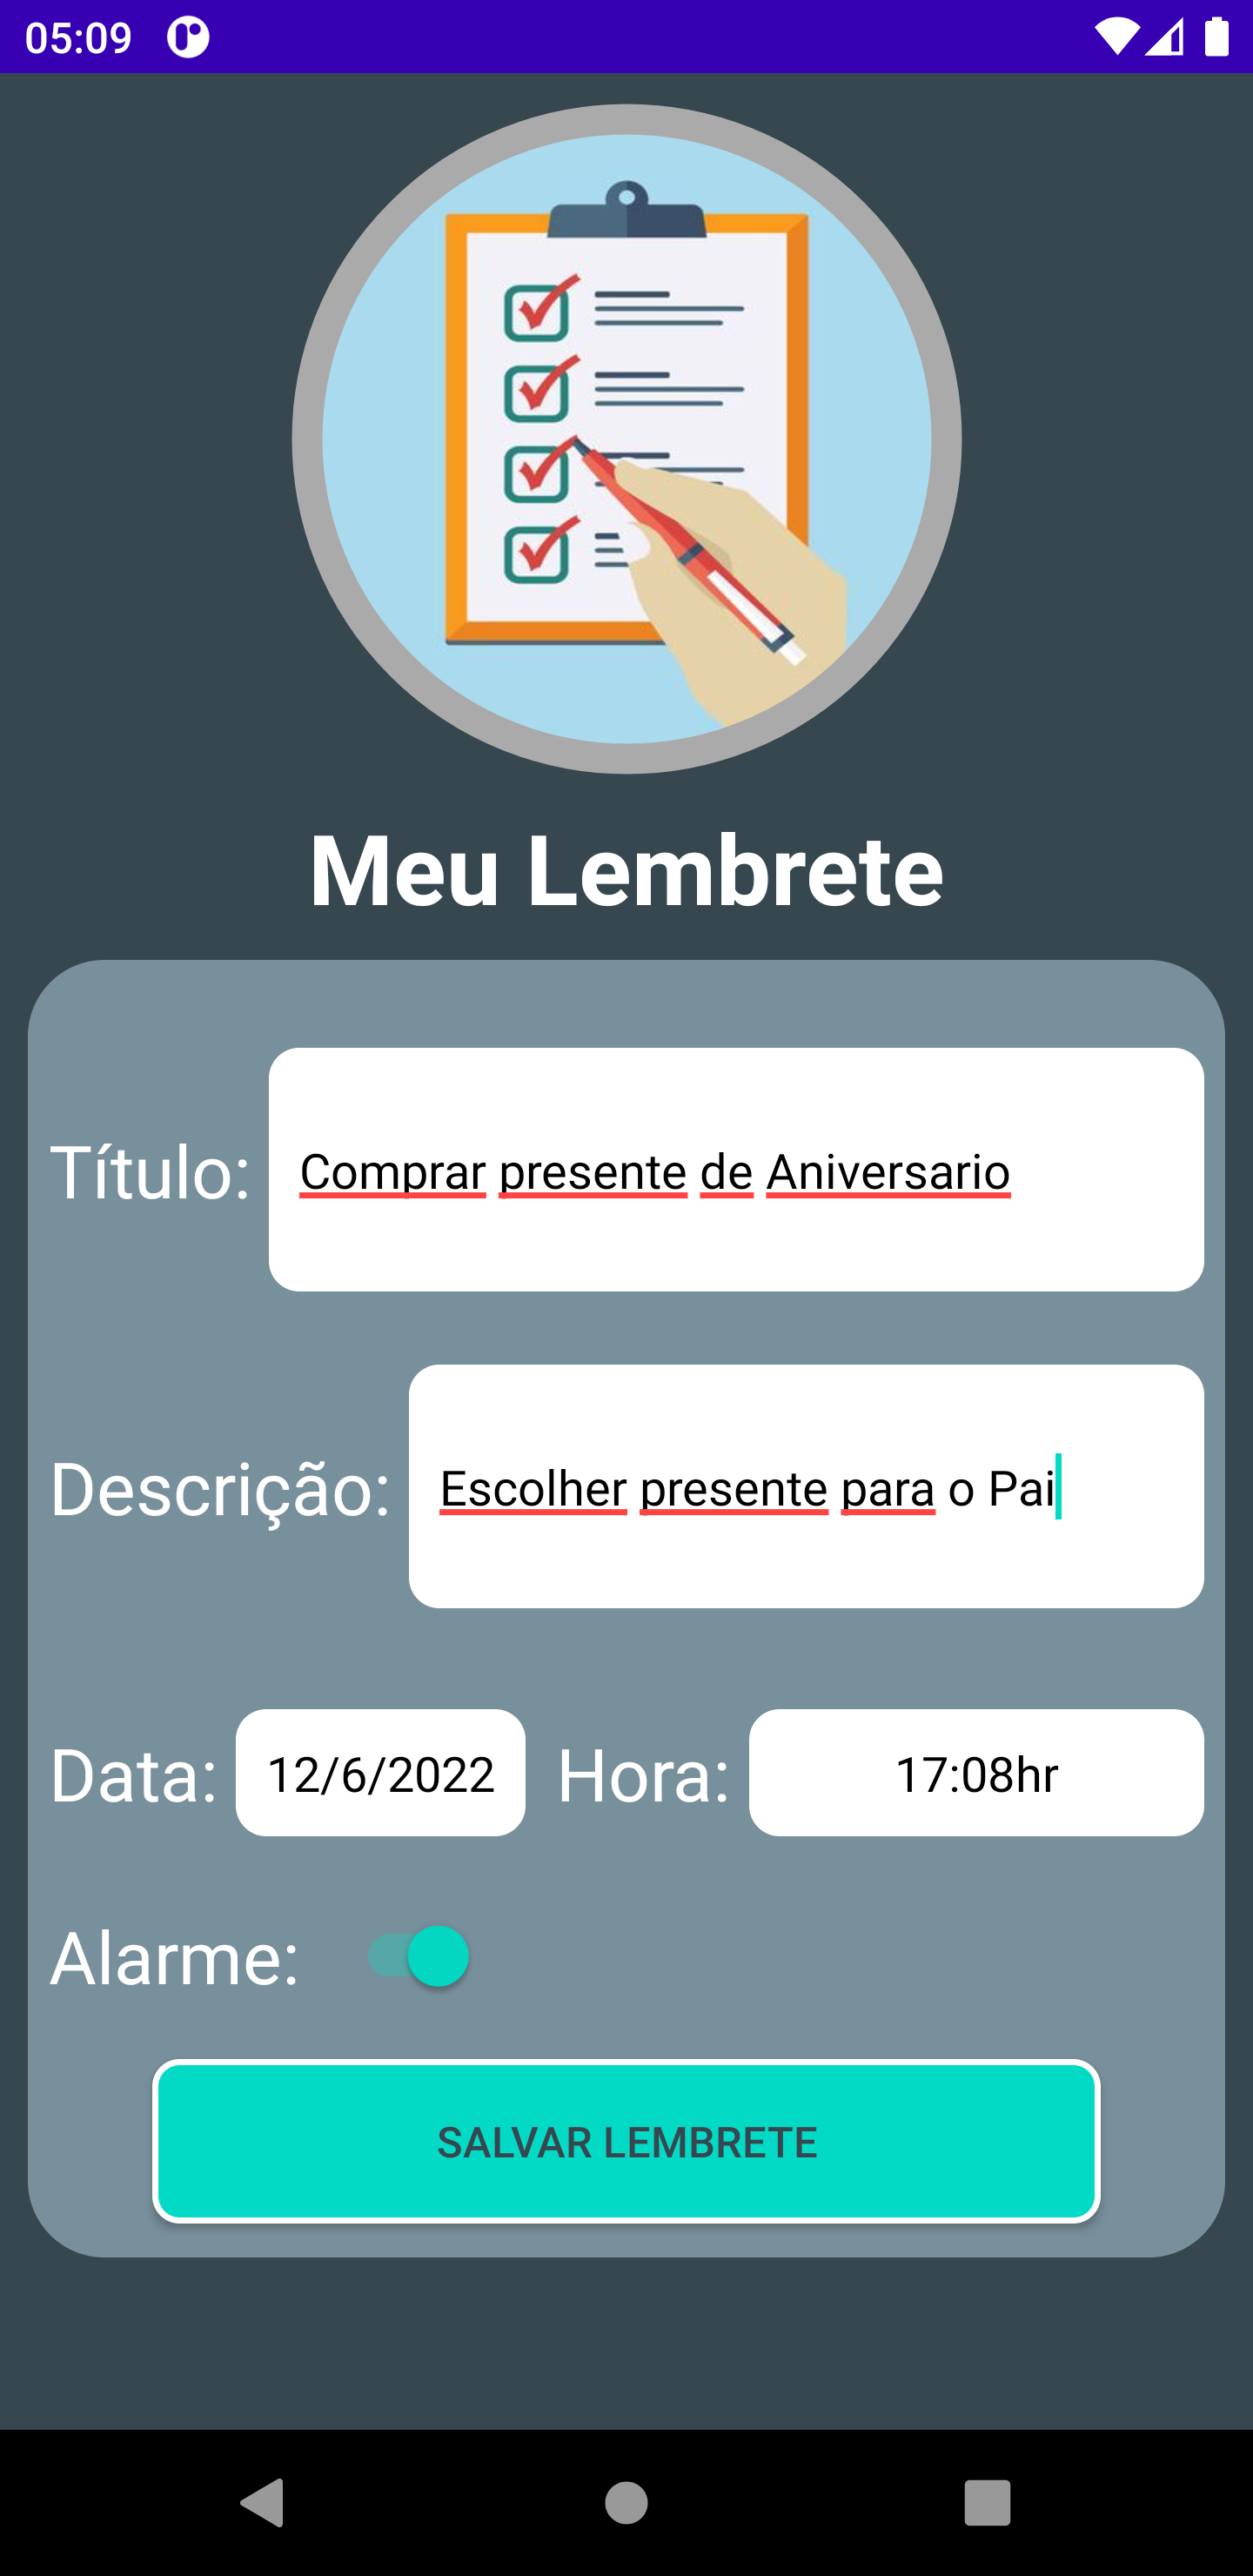 05:09
Meu Lembrete
Título: Comprar presente de Aniversario
Descrição: Escolher presente para o Pai
Data: 12/6/2022 Hora: 17:08hr
Alarme:
SALVAR LEMBRETE